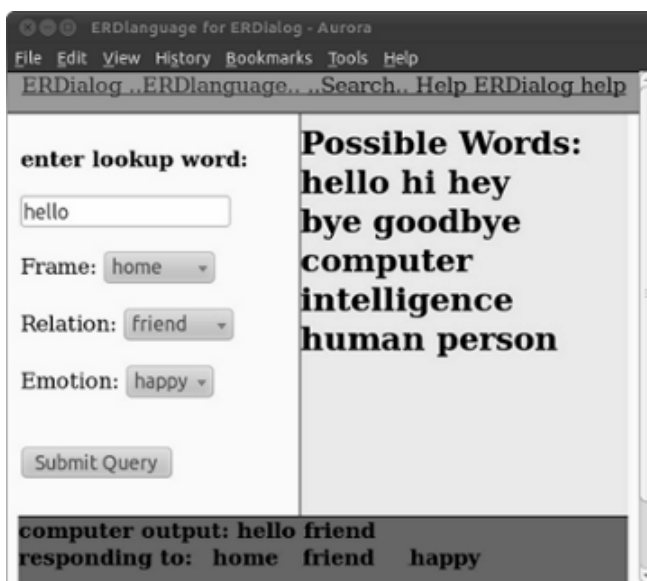 ERDlanguage for ERDialog - Aurora
File Edit View History Bookmarks Tools Help
ERDialog ..ERDlanguage.. ..Search.. Help ERDialog help
enter lookup word:
hello
Frame: home
Relation: friend
Emotion: happy
Submit Query
Possible Words:
hello hi hey
bye goodbye
computer
intelligence
human person
computer output: hello friend
responding to: home friend happy